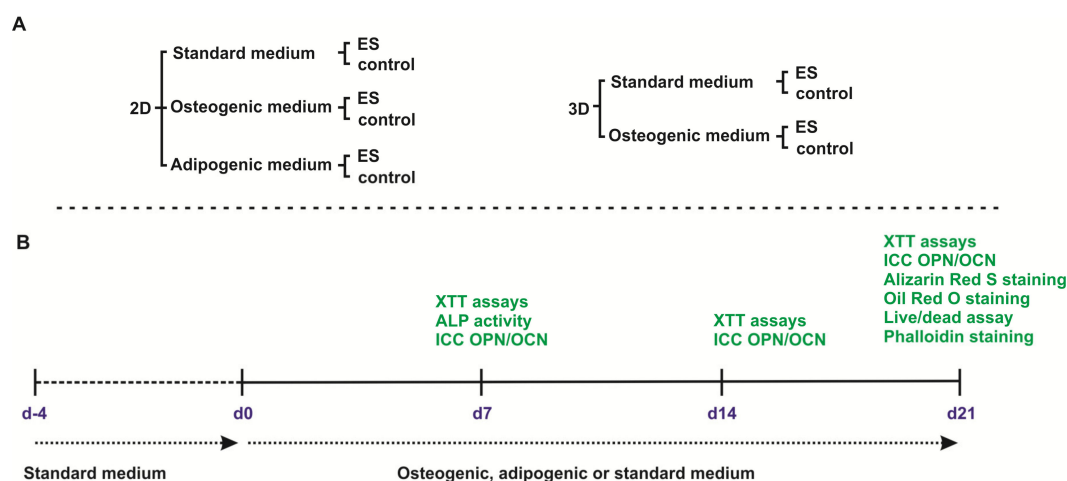 A
2D
Standard medium
ES
control
Osteogenic medium
ES
control
Adipogenic medium
ES
control
3D
Standard medium
ES
control
Osteogenic medium
ES
control
B
XTT assays
ALP activity
ICC OPN/OCN
XTT assays
ICC OPN/OCN
XTT assays
ICC OPN/OCN
Alizarin Red S staining
Oil Red O staining
Live/dead assay
Phalloidin staining
d-4
d0
d7
d14
d21
Standard medium
Osteogenic, adipogenic or standard medium